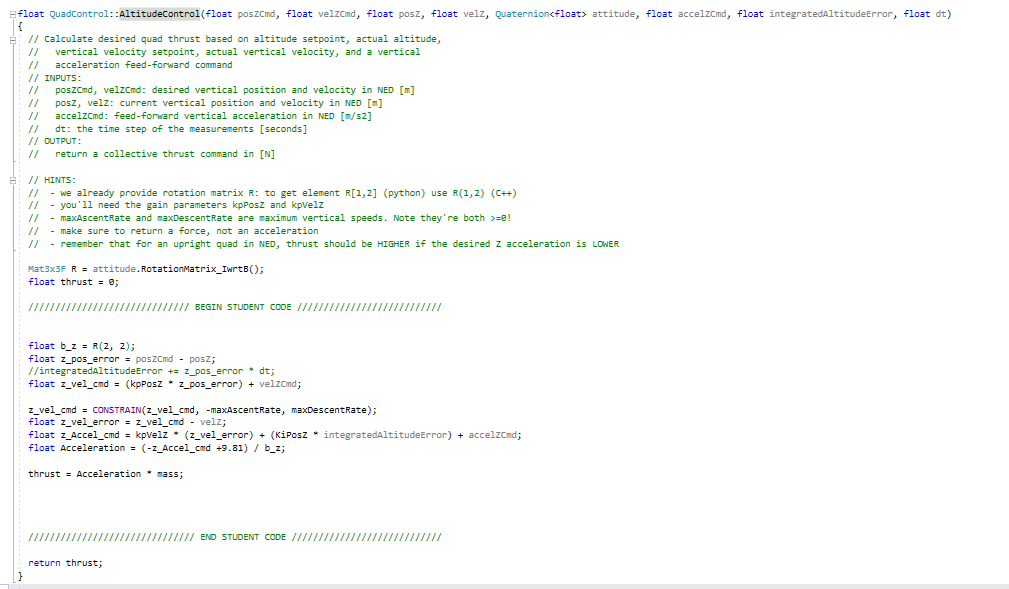 float QuadControl::AltitudeControl(float posZCmd, float velZCmd, float posZ, float velZ, Quaternion<float> attitude, float accelZCmd, float integratedAltitudeError, float dt)
{
// Calculate desired quad thrust based on altitude setpoint, actual altitude,
//   vertical velocity setpoint, actual vertical velocity, and a vertical
//   acceleration feed-forward command
// INPUTS:
//   posZCmd, velZCmd: desired vertical position and velocity in NED [m]
//   posZ, velZ: current vertical position and velocity in NED [m]
//   accelZCmd: feed-forward vertical acceleration in NED [m/s2]
//   dt: the time step of the measurements [seconds]
// OUTPUT:
//   return a collective thrust command in [N]
// HINTS:
//  - we already provide rotation matrix R: to get element R[1,2] (python) use R(1,2) (C++)
//  - you'll need the gain parameters kpPosZ and kpVelZ
//  - maxAscentRate and maxDescentRate are maximum vertical speeds. Note they're both >=0!
//  - make sure to return a force, not an acceleration
//  - remember that for an upright quad in NED, thrust should be HIGHER if the desired Z acceleration is LOWER
Mat3x3F R = attitude.RotationMatrix_IwrtB();
float thrust = 0;
////////////////////////////// BEGIN STUDENT CODE ///////////////////////////
float b_z = R(2, 2);
float z_pos_error = posZCmd - posZ;
//integratedAltitudeError += z_pos_error * dt;
float z_vel_cmd = (kpPosZ * z_pos_error) + velZCmd;
z_vel_cmd = CONSTRAIN(z_vel_cmd, -maxAscentRate, maxDescentRate);
float z_vel_error = z_vel_cmd - velZ;
float z_Accel_cmd = kpVelZ * (z_vel_error) + (KiPosZ * integratedAltitudeError) + accelZCmd;
float Acceleration = (-z_Accel_cmd +9.81) / b_z;
thrust = Acceleration * mass;
/////////////////////////////// END STUDENT CODE ////////////////////////////
return thrust;
}